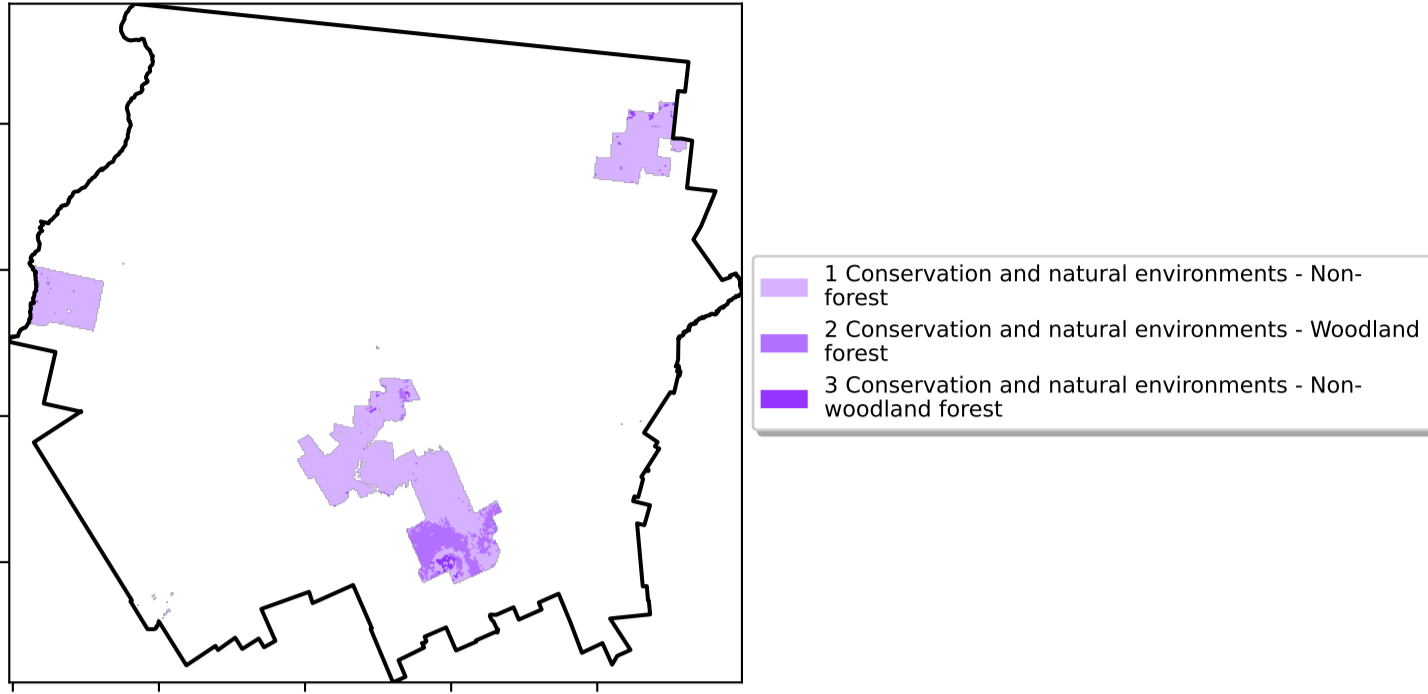 1 Conservation and natural environments - Non-
forest
2 Conservation and natural environments - Woodland
forest
3 Conservation and natural environments - Non-
woodland forest